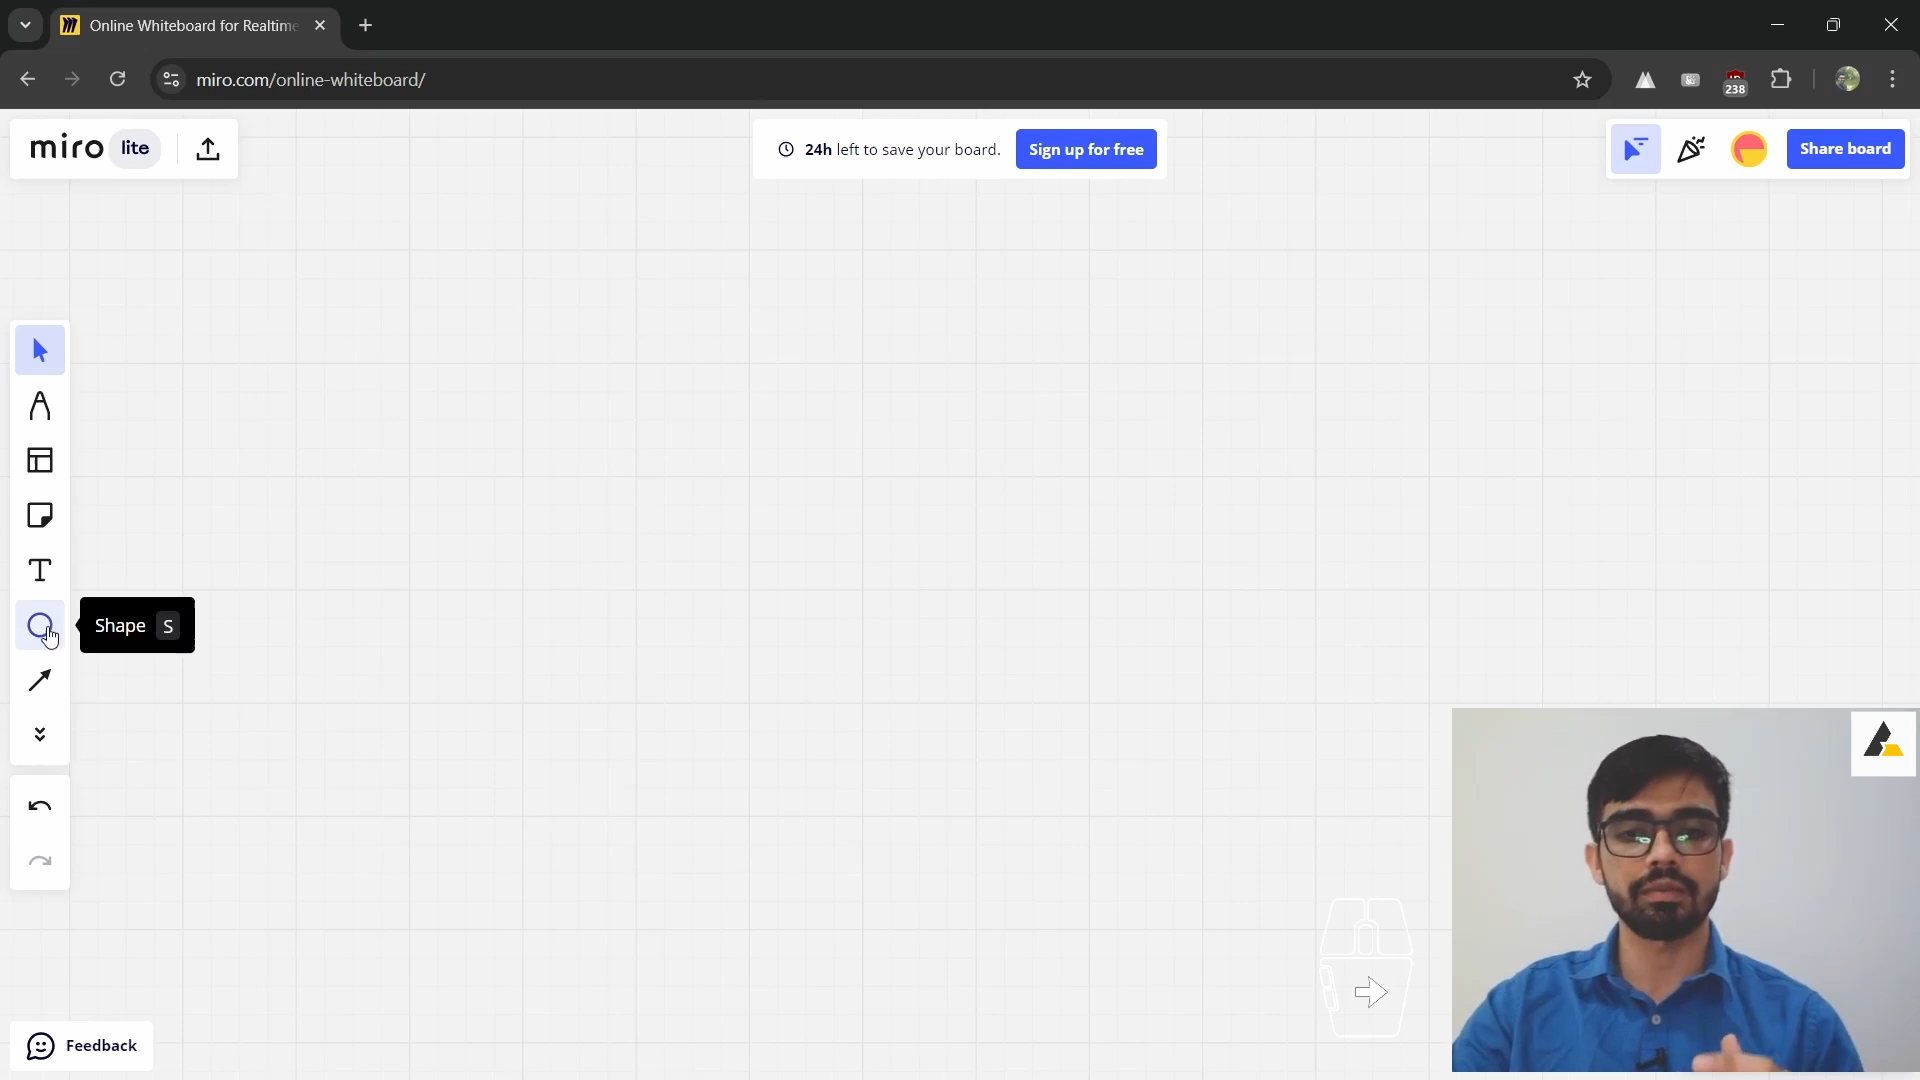 Online Whiteboard for Realtime
miro.com/online-whiteboard/
238
miro lite
24h left to save your board.
Sign up for free
Share board
Shape S
Feedback